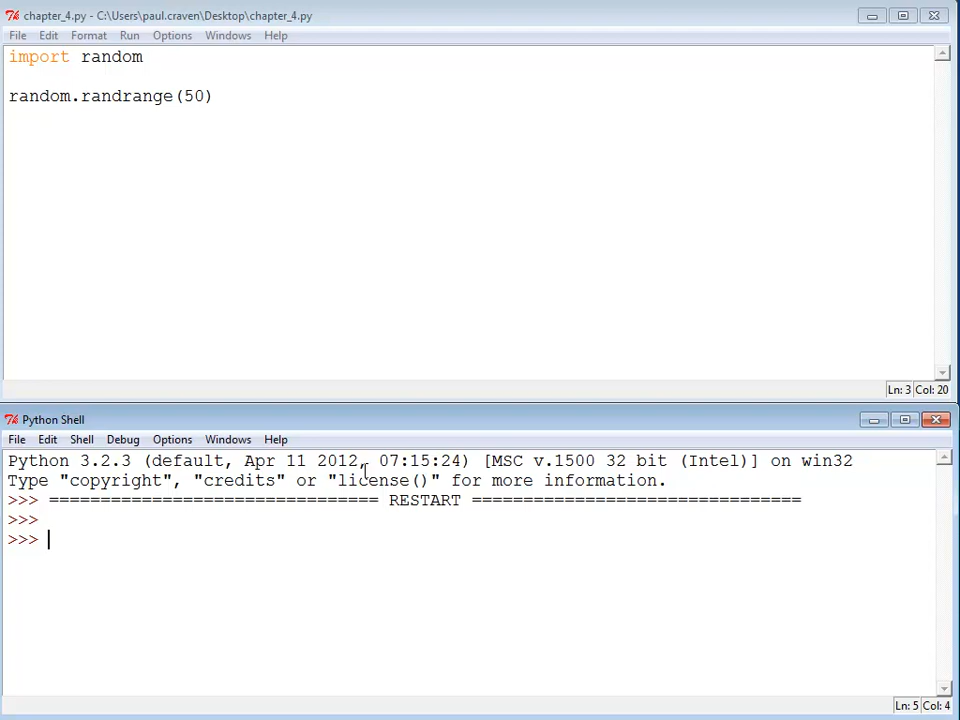 chapter_4.py - C:\Users\paul.craven\Desktop\chapter_4.py
File Edit Format Run Options Windows Help
import random
random.randrange(50)
Ln: 3 Col: 20
Python Shell
File Edit Shell Debug Options Windows Help
Python 3.2.3 (default, Apr 11 2012, 07:15:24) [MSC v.1500 32 bit (Intel)] on win32
Type "copyright", "credits" or "license()" for more information.
>>> ================================ RESTART ================================
>>>
>>>
Ln: 5 Col: 4